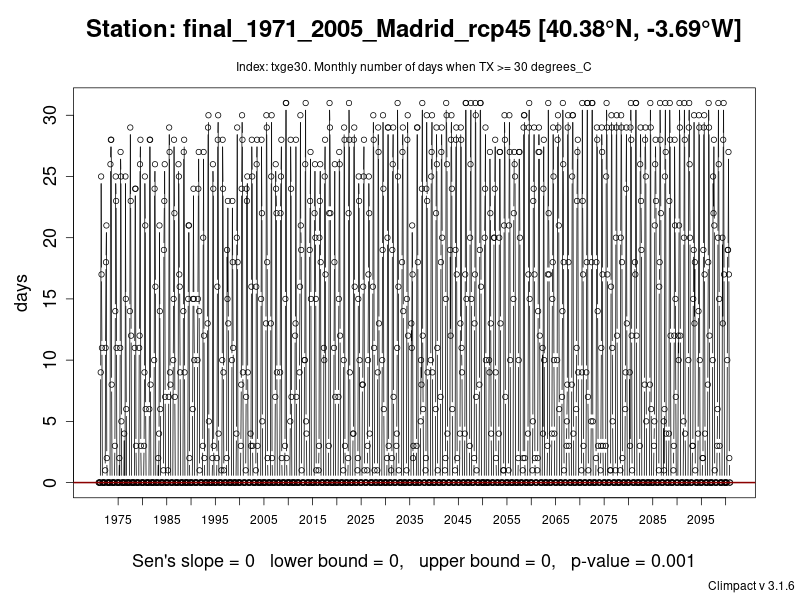 Station: final_1971_2005_Madrid_rcp45 [40.38°N, -3.69°W]
Index: txge30. Monthly number of days when TX >= 30 degrees_C
days
30
25
20
15
10
5
0
1975 1985 1995 2005 2015 2025 2035 2045 2055 2065 2075 2085 2095
Sen's slope = 0 lower bound = 0, upper bound = 0, p-value = 0.001
Climpact v 3.1.6